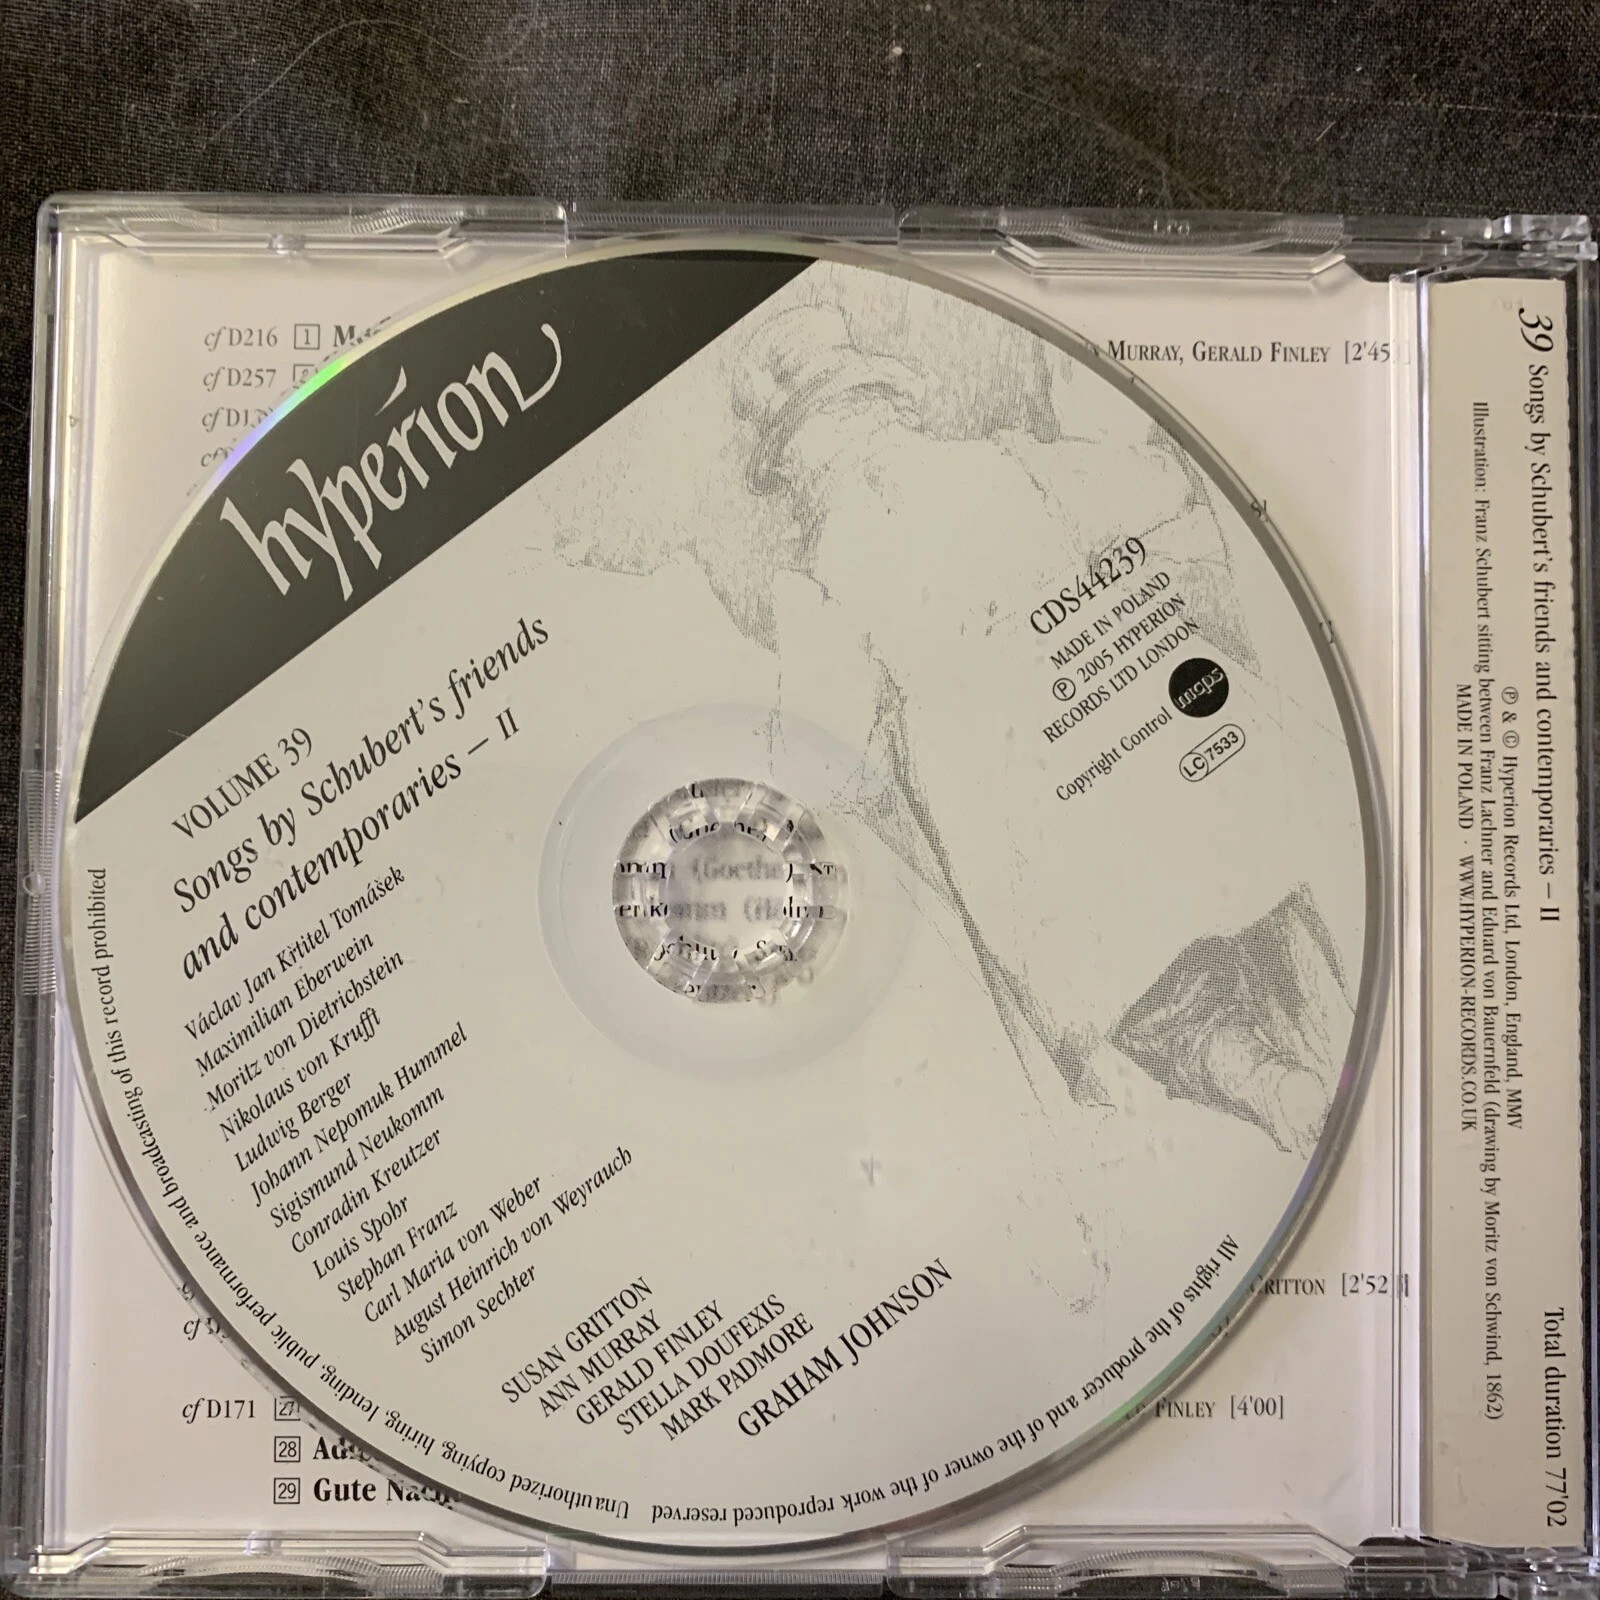 hyperion
VOLUME 39
Songs by Schubert's friends
and contemporaries – II
Václav Jan Křtitel Tomášek
Maximilian Eberwein
Moritz von Dietrichstein
Nikolaus von Krufft
Ludwig Berger
Johann Nepomuk Hummel
Sigismund Neukomm
Conradin Kreutzer
Louis Spohr
Stephan Franz
Carl Maria von Weber
August Heinrich von Weyrauch
Simon Sechter
SUSAN GRITTON
ANN MURRAY
GERALD FINLEY
STELLA DOUFEXIS
MARK PADMORE
GRAHAM JOHNSON
CDS44239
MADE IN POLAND
Ⓟ 2005 HYPERION
RECORDS LTD LONDON
Copyright Control mcps
LC 7533
All rights of the producer and of the owner of the work reproduced reserved Unauthorized copying, hiring, lending, public performance and broadcasting of this record prohibited
cf D216 1
cf D257
MURRAY, GERALD FINLEY [2'45]
(Goethe)
GRITTON [2'52]
cf D171 27
FINLEY [4'00]
28
29 Gute Nacht
39 Songs by Schubert's friends and contemporaries – II Total duration 77'02
Ⓟ & © Hyperion Records Ltd, London, England, MMV
Illustration: Franz Schubert sitting between Franz Lachner and Eduard von Bauernfeld (drawing by Moritz von Schwind, 1862)
MADE IN POLAND · WWW.HYPERION-RECORDS.CO.UK